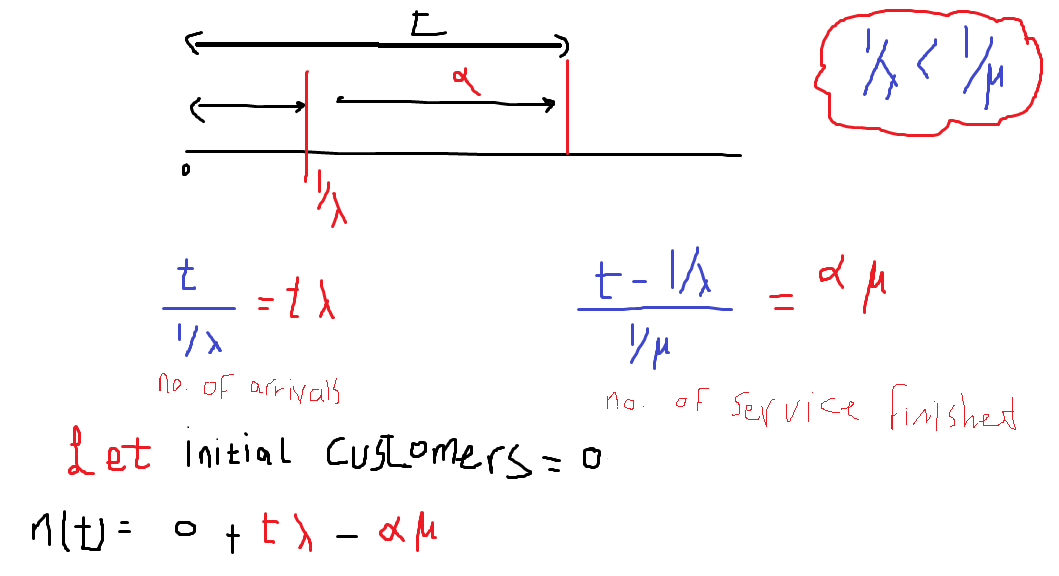 t
1/λ < 1/μ
α
0
1/λ
t / 1/λ = tλ
t - 1/λ / 1/μ = αμ
no. of arrivals
no. of service finished
Let initial customers = 0
n(t) = 0 + tλ - αμ